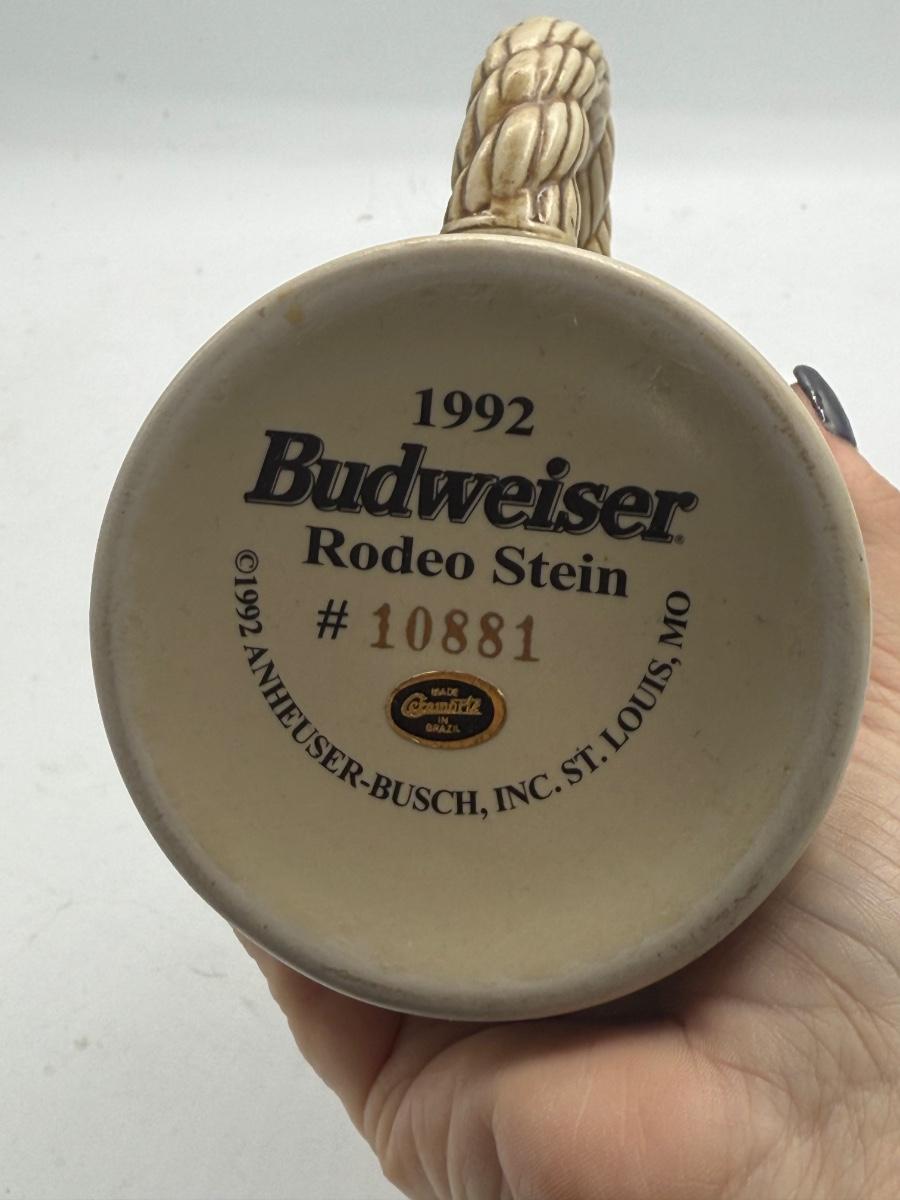 1992
Budweiser®
Rodeo Stein
# 10881
MADE
Ceramarte
IN
BRAZIL
©1992 ANHEUSER-BUSCH, INC. ST. LOUIS, MO